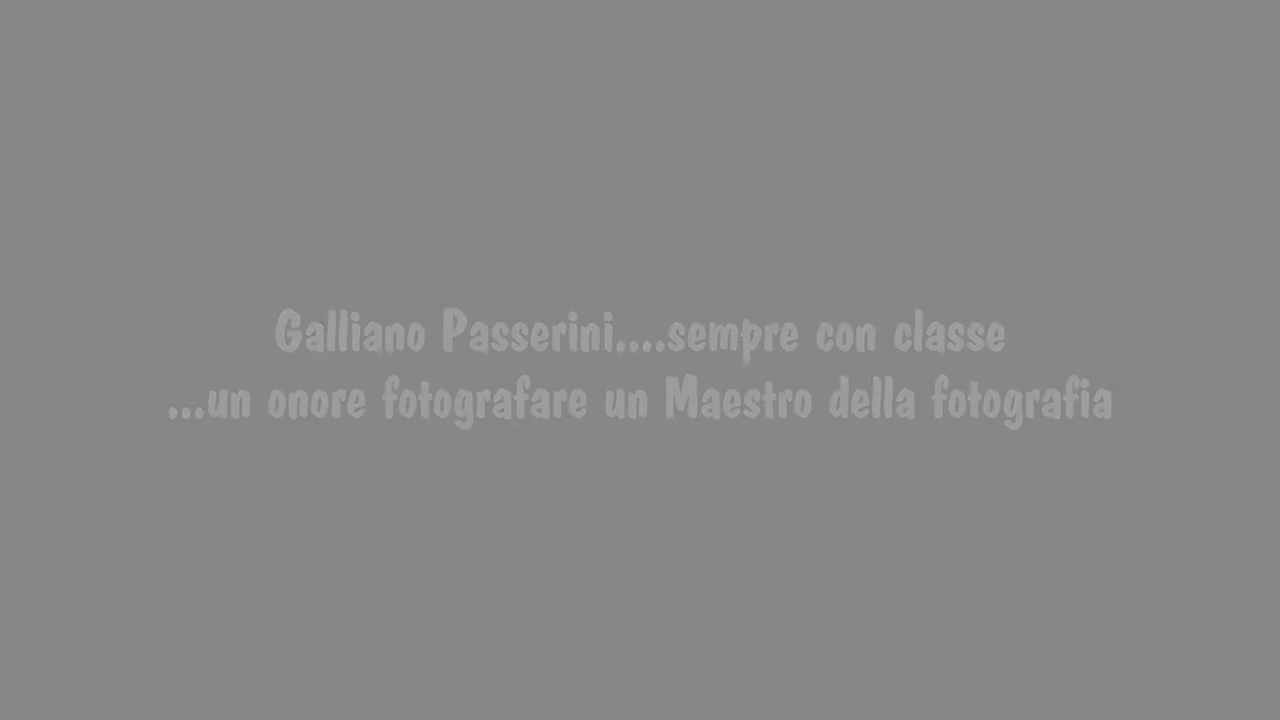 Galliano Passerini....sempre con classe
...un onore fotografare un Maestro della fotografia